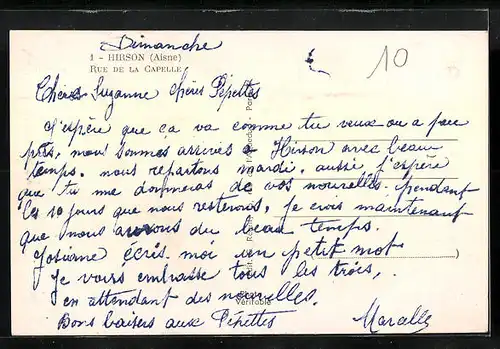 Dimanche
1 - HIRSON (Aisne)
RUE DE LA CAPELLE
10
Chère Suzanne chères Pépettes
J'espère que ça va comme tu veux ou a peu
près, nous sommes arrivés a Hirson avec beau
temps. nous repartons mardi. aussi j'espère
que tu me donneras de vos nouvelles. pendant
les 10 jours que nous resterons, je crois maintenant
que nous aurons du beau temps.
Josiane écris moi un petit mot
Je vous embrasse tous les trois,
en attendant des nouvelles.
Véritable
Bons baisers aux Pépettes
Marcelle